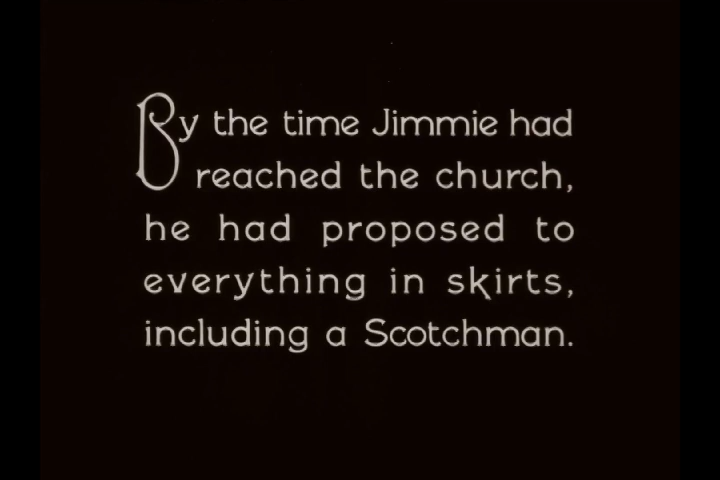 By the time Jimmie had
reached the church,
he had proposed to
everything in skirts,
including a Scotchman.